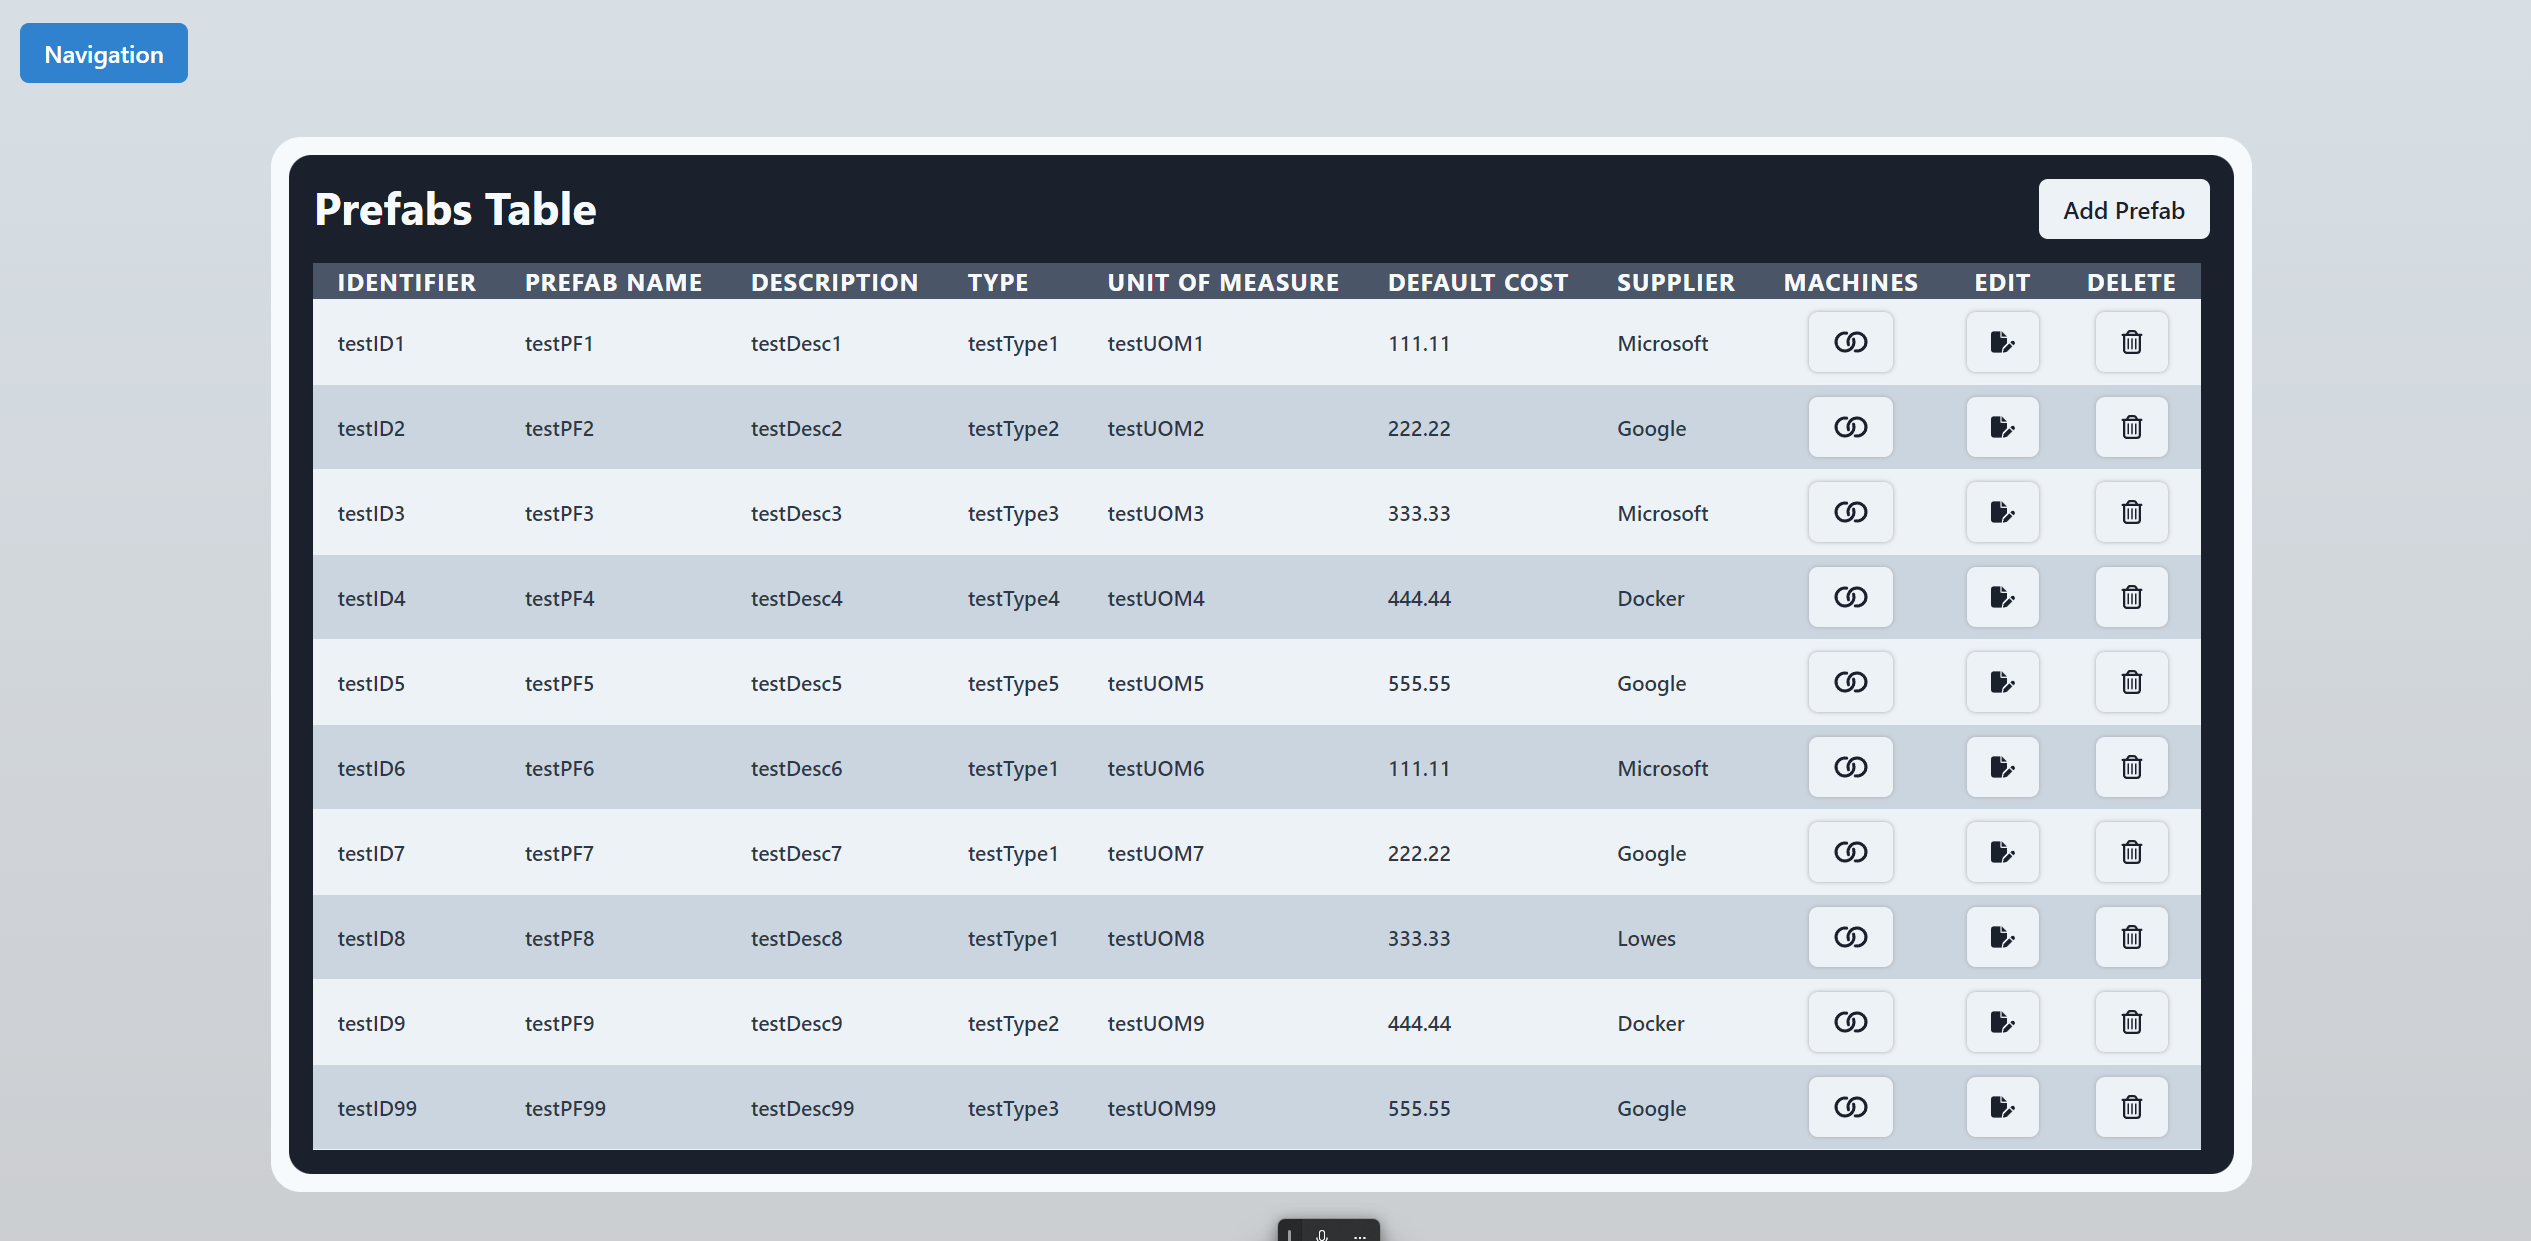 Navigation
Prefabs Table
Add Prefab
IDENTIFIER PREFAB NAME DESCRIPTION TYPE UNIT OF MEASURE DEFAULT COST SUPPLIER MACHINES EDIT DELETE
testID1 testPF1 testDesc1 testType1 testUOM1 111.11 Microsoft
testID2 testPF2 testDesc2 testType2 testUOM2 222.22 Google
testID3 testPF3 testDesc3 testType3 testUOM3 333.33 Microsoft
testID4 testPF4 testDesc4 testType4 testUOM4 444.44 Docker
testID5 testPF5 testDesc5 testType5 testUOM5 555.55 Google
testID6 testPF6 testDesc6 testType1 testUOM6 111.11 Microsoft
testID7 testPF7 testDesc7 testType1 testUOM7 222.22 Google
testID8 testPF8 testDesc8 testType1 testUOM8 333.33 Lowes
testID9 testPF9 testDesc9 testType2 testUOM9 444.44 Docker
testID99 testPF99 testDesc99 testType3 testUOM99 555.55 Google